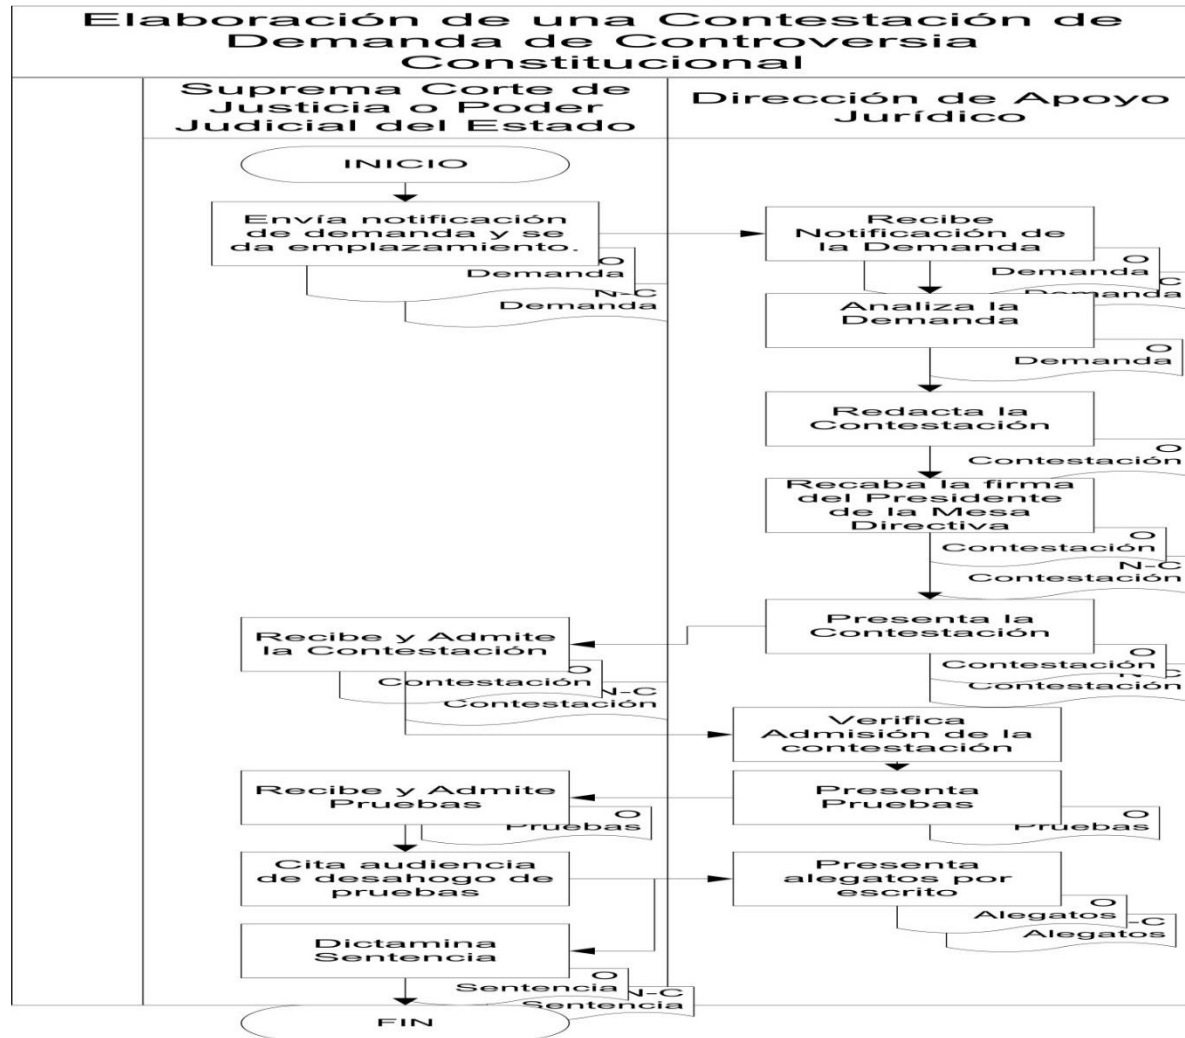 Elaboración de una Contestación de
Demanda de Controversia
Constitucional
Suprema Corte de
Justicia o Poder
Judicial del Estado
Dirección de Apoyo
Jurídico
INICIO
Envía notificación
de demanda y se
da emplazamiento.
O
Demanda
N-C
Demanda
Recibe
Notificación de
la Demanda
O
Demanda
C
Demanda
Analiza la
Demanda
O
Demanda
Redacta la
Contestación
O
Contestación
Recaba la firma
del Presidente
de la Mesa
Directiva
O
Contestación
N-C
Contestación
Presenta la
Contestación
O
Contestación
N-C
Contestación
Recibe y Admite
la Contestación
O
Contestación
N-C
Contestación
Verifica
Admisión de la
contestación
Presenta
Pruebas
O
Pruebas
Recibe y Admite
Pruebas
O
Pruebas
Cita audiencia
de desahogo de
pruebas
Presenta
alegatos por
escrito
O
Alegatos
-C
Alegatos
Dictamina
Sentencia
O
Sentencia
N-C
Sentencia
FIN